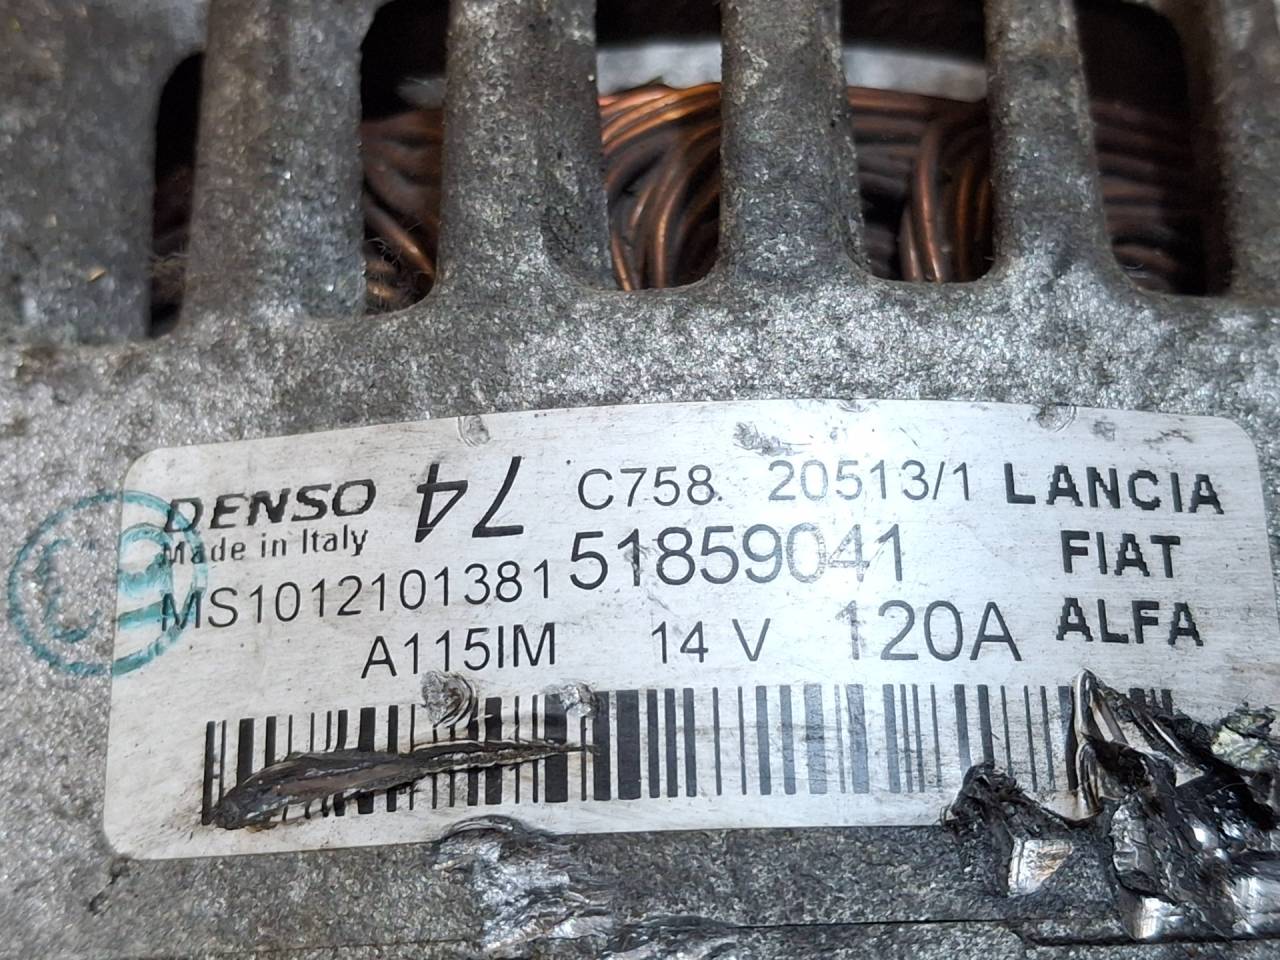 DENSO 74 C758. 20513/1 LANCIA
Made in Italy 51859041 FIAT
MS1012101381
A115IM 14 V 120A ALFA